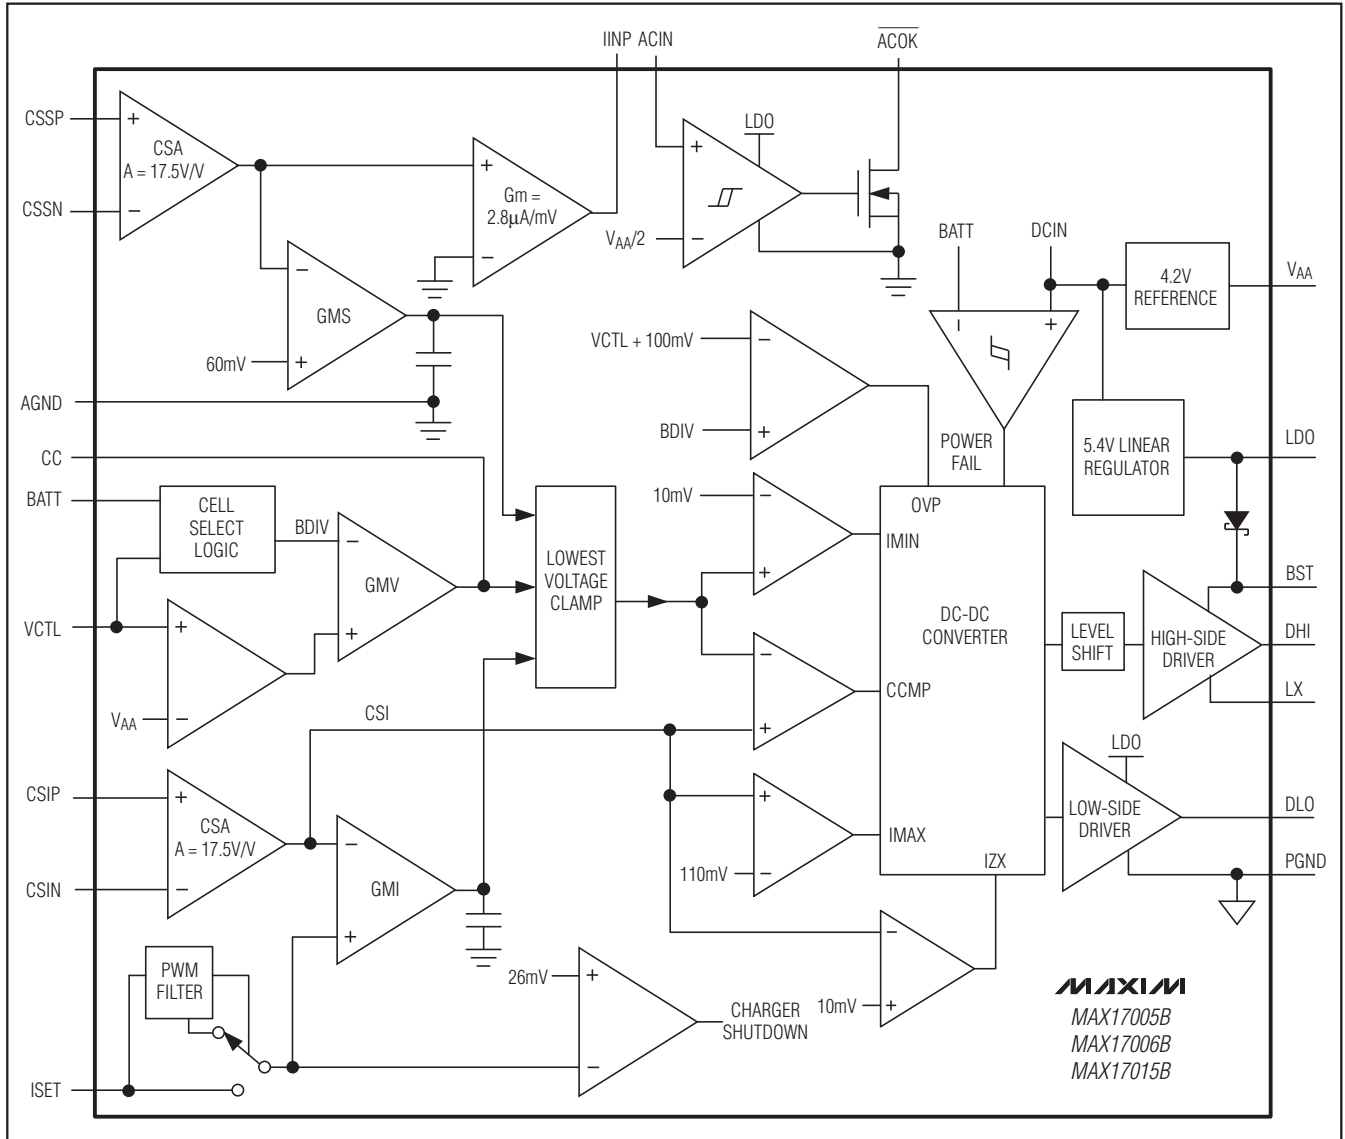 IINP ACIN
ACOK
CSSP
+
CSA
A = 17.5V/V
CSSN
−
+
Gm =
2.8µA/mV
−
LDO
+
VAA/2
−
−
GMS
60mV
+
BATT
DCIN
−
+
4.2V
REFERENCE
VAA
VCTL + 100mV
−
BDIV
+
POWER
FAIL
AGND
CC
5.4V LINEAR
REGULATOR
LDO
BATT
CELL
SELECT
LOGIC
BDIV
−
GMV
+
LOWEST
VOLTAGE
CLAMP
10mV
−
+
OVP
IMIN
DC-DC
CONVERTER
CCMP
IMAX
IZX
LEVEL
SHIFT
HIGH-SIDE
DRIVER
BST
DHI
LX
VCTL
+
VAA
−
CSI
−
+
LDO
LOW-SIDE
DRIVER
DLO
PGND
CSIP
+
CSA
A = 17.5V/V
CSIN
−
−
GMI
+
+
110mV
−
−
10mV
+
PWM
FILTER
26mV
+
−
CHARGER
SHUTDOWN
ISET
MAXIM
MAX17005B
MAX17006B
MAX17015B